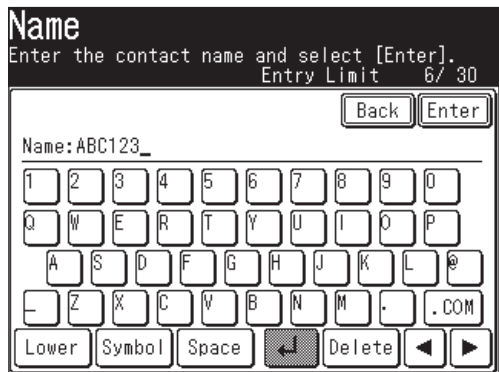 Name
Enter the contact name and select [Enter].
Entry Limit 6/ 30
Back Enter
Name:ABC123_
1 2 3 4 5 6 7 8 9 0
Q W E R T Y U I O P
A S D F G H J K L @
_ Z X C V B N M . .COM
Lower Symbol Space ↵ Delete ◀ ▶